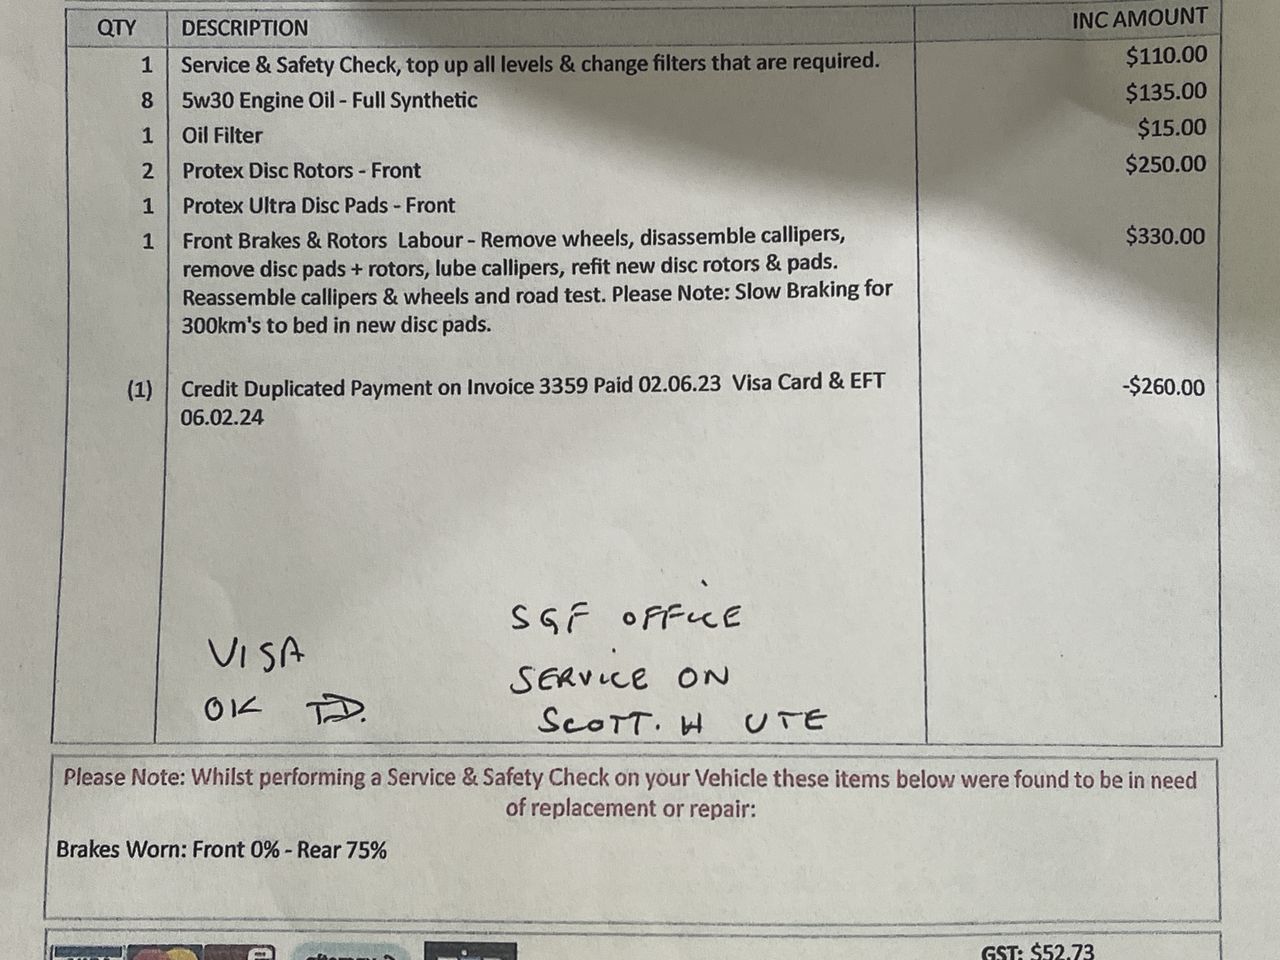 QTY DESCRIPTION INC AMOUNT
1 Service & Safety Check, top up all levels & change filters that are required. $110.00
8 5w30 Engine Oil - Full Synthetic $135.00
1 Oil Filter $15.00
2 Protex Disc Rotors - Front $250.00
1 Protex Ultra Disc Pads - Front
1 Front Brakes & Rotors Labour - Remove wheels, disassemble callipers, $330.00
remove disc pads + rotors, lube callipers, refit new disc rotors & pads.
Reassemble callipers & wheels and road test. Please Note: Slow Braking for
300km's to bed in new disc pads.
(1) Credit Duplicated Payment on Invoice 3359 Paid 02.06.23 Visa Card & EFT -$260.00
06.02.24
SGF OFFICE
VISA
SERVICE ON
OK TD.
SCOTT. H UTE
Please Note: Whilst performing a Service & Safety Check on your Vehicle these items below were found to be in need
of replacement or repair:
Brakes Worn: Front 0% - Rear 75%
GST: $52.73